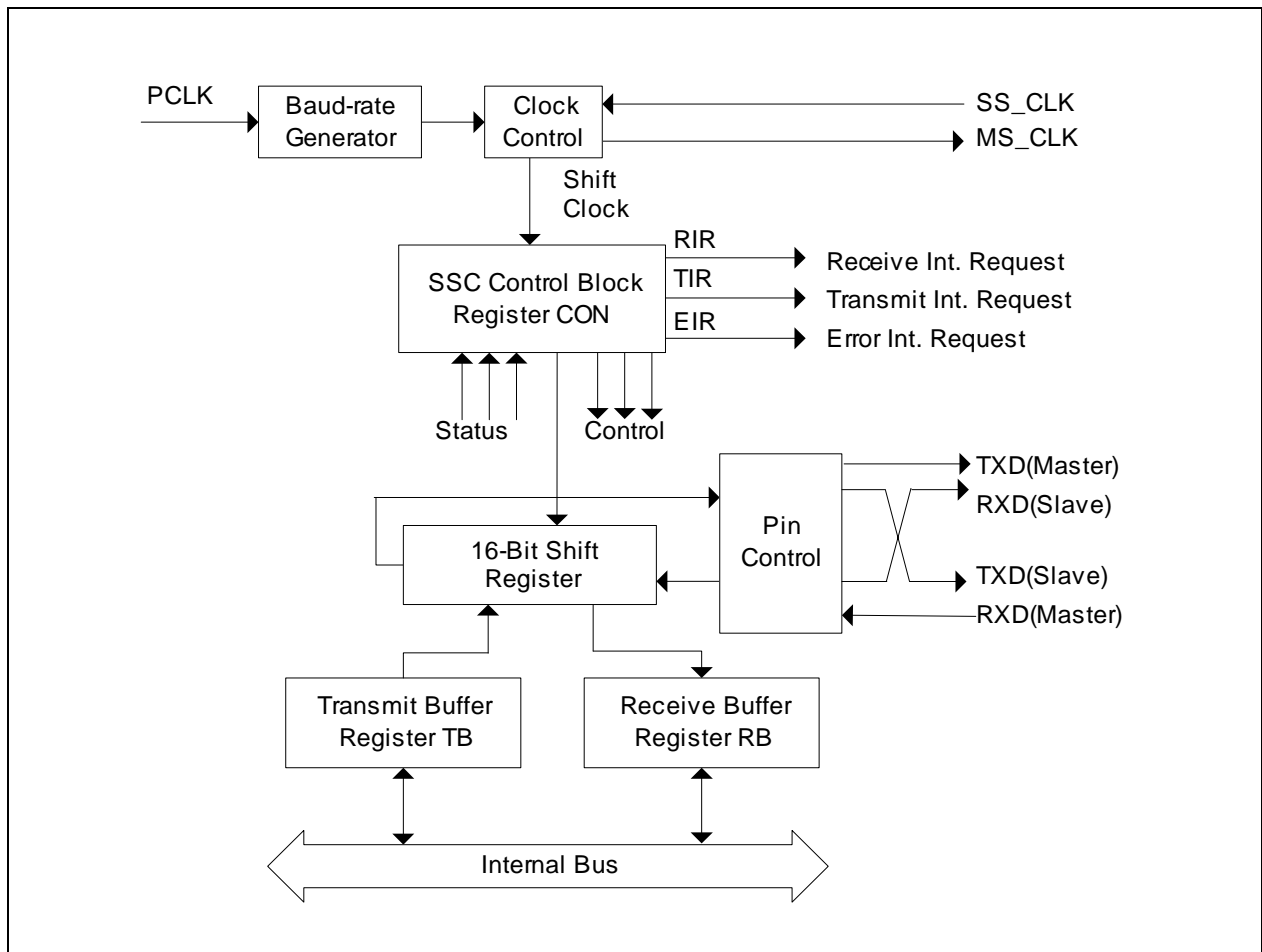 PCLK
Baud-rate
Generator
Clock
Control
SS_CLK
MS_CLK
Shift
Clock
SSC Control Block
Register CON
RIR
TIR
EIR
Receive Int. Request
Transmit Int. Request
Error Int. Request
Status
Control
16-Bit Shift
Register
Pin
Control
TXD(Master)
RXD(Slave)
TXD(Slave)
RXD(Master)
Transmit Buffer
Register TB
Receive Buffer
Register RB
Internal Bus